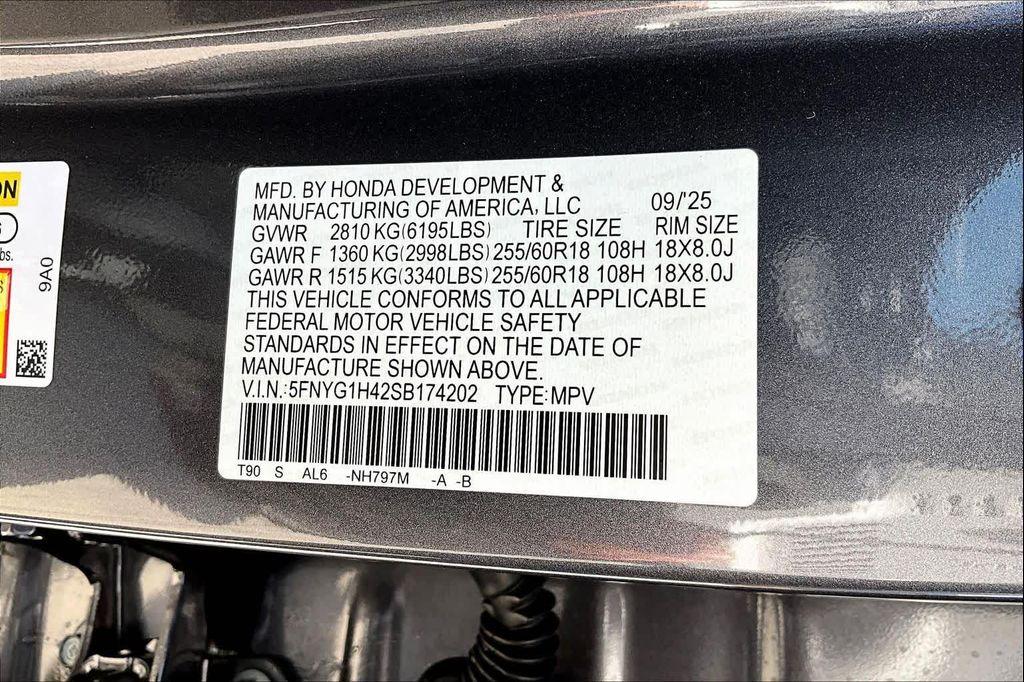 MFD. BY HONDA DEVELOPMENT &
MANUFACTURING OF AMERICA, LLC 09/'25
GVWR 2810 KG(6195LBS) TIRE SIZE RIM SIZE
GAWR F 1360 KG(2998LBS) 255/60R18 108H 18X8.0J
GAWR R 1515 KG(3340LBS) 255/60R18 108H 18X8.0J
THIS VEHICLE CONFORMS TO ALL APPLICABLE
FEDERAL MOTOR VEHICLE SAFETY
STANDARDS IN EFFECT ON THE DATE OF
MANUFACTURE SHOWN ABOVE.
V.I.N.:5FNYG1H42SB174202 TYPE:MPV
T90 S AL6 -NH797M -A -B
9A0